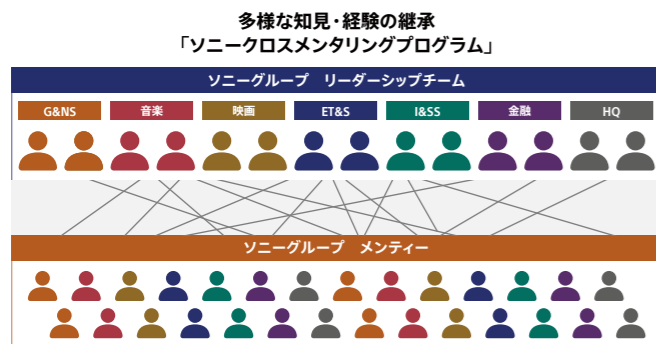 多様な知見・経験の継承
「ソニークロスメンタリングプログラム」
ソニーグループ　リーダーシップチーム
G&NS 音楽 映画 ET&S I&SS 金融 HQ
ソニーグループ　メンティー